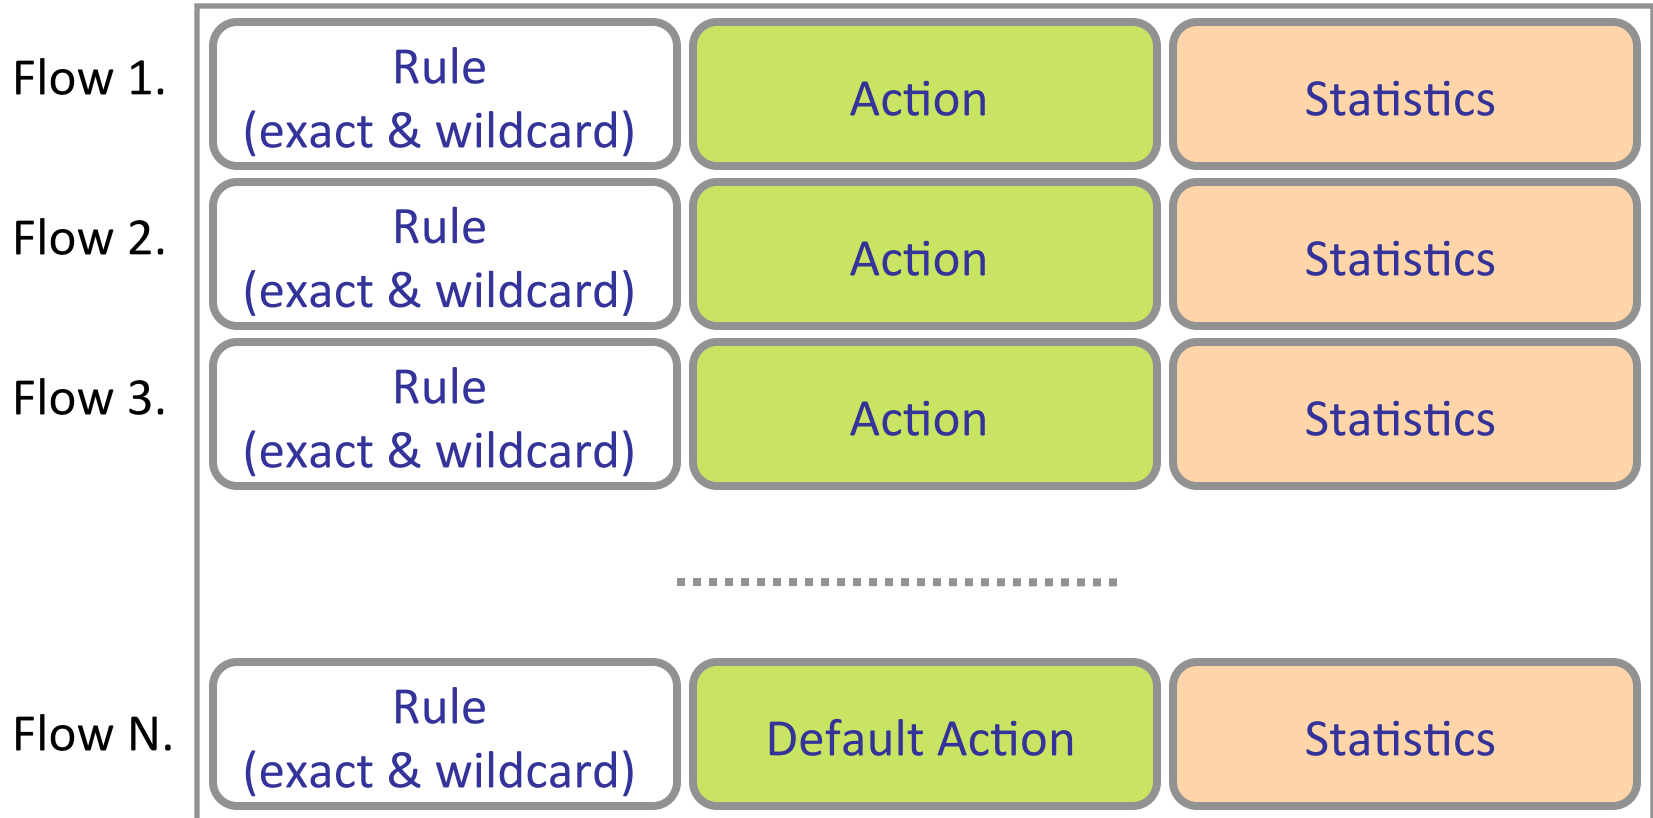 Flow 1.
Rule
(exact & wildcard)
Action
Statistics
Flow 2.
Rule
(exact & wildcard)
Action
Statistics
Flow 3.
Rule
(exact & wildcard)
Action
Statistics
Flow N.
Rule
(exact & wildcard)
Default Action
Statistics